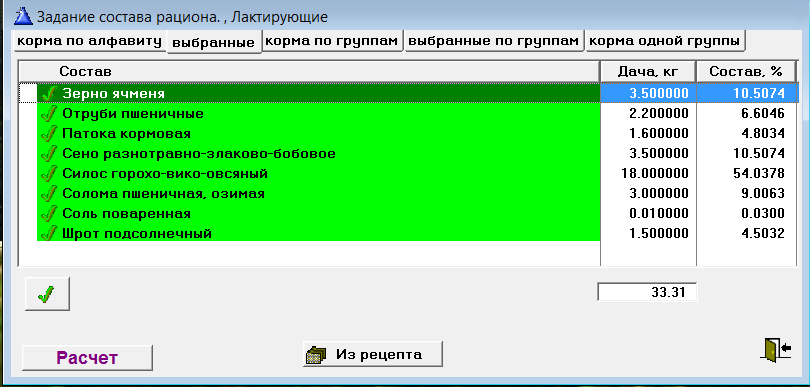 Задание состава рациона. , Лактирующие
корма по алфавиту выбранные корма по группам выбранные по группам корма одной группы
Состав Дача, кг Состав, %
Зерно ячменя 3.500000 10.5074
Отруби пшеничные 2.200000 6.6046
Патока кормовая 1.600000 4.8034
Сено разнотравно-злаково-бобовое 3.500000 10.5074
Силос горохо-вико-овсяный 18.000000 54.0378
Солома пшеничная, озимая 3.000000 9.0063
Соль поваренная 0.010000 0.0300
Шрот подсолнечный 1.500000 4.5032
33.31
Расчет Из рецепта